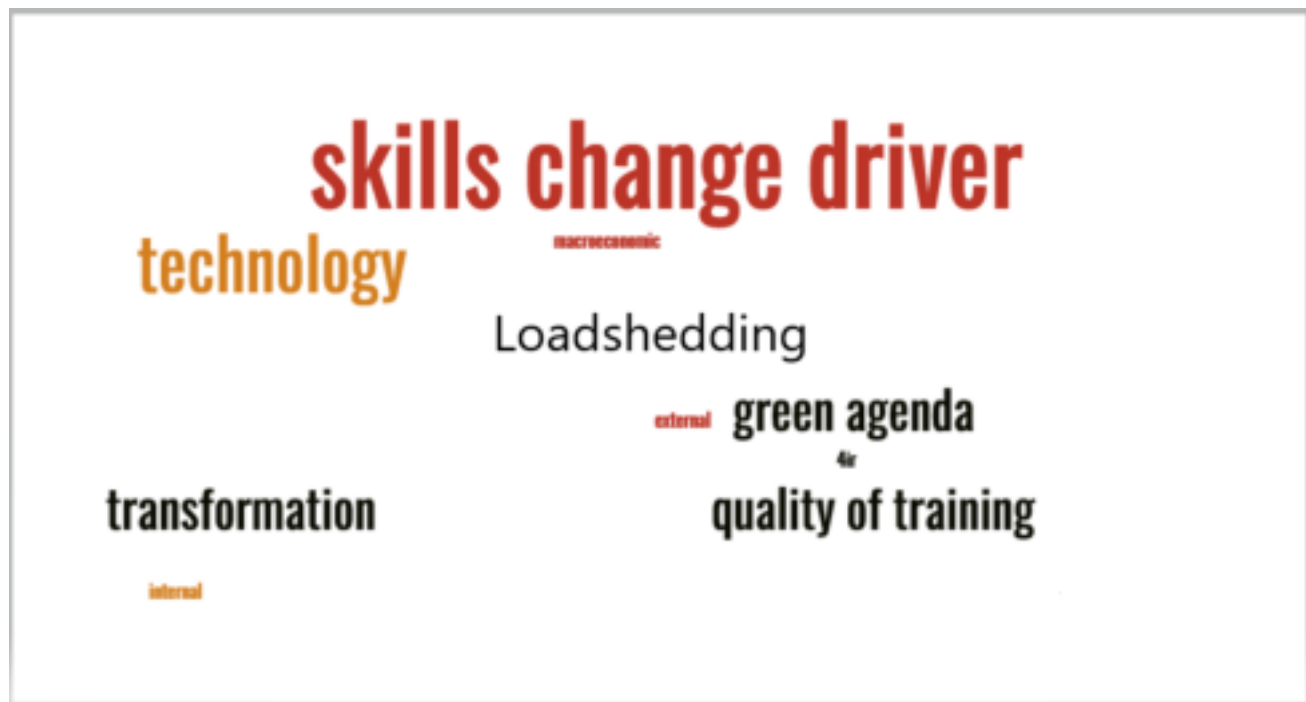 skills change driver
macroeconomic
technology
Loadshedding
green agenda
external
4ir
transformation
quality of training
internal